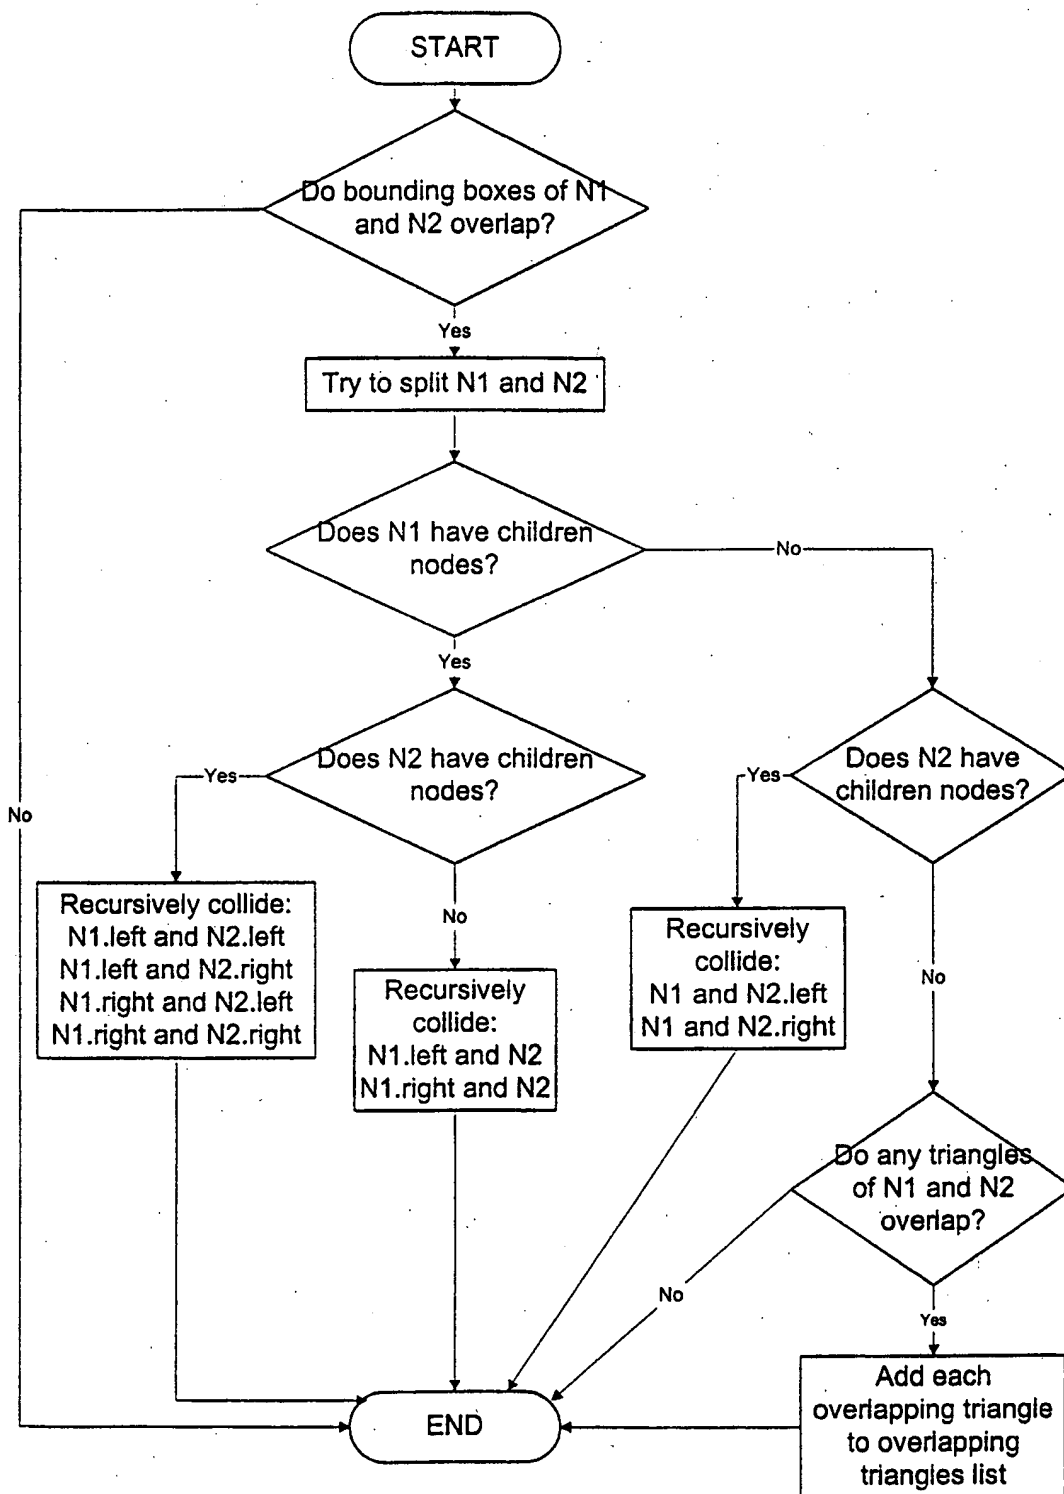 START
Do bounding boxes of N1
and N2 overlap?
Yes
Try to split N1 and N2
Does N1 have children
nodes?
No
Yes
Does N2 have children
nodes?
Yes
Does N2 have
children nodes?
Yes
No
Recursively collide:
N1.left and N2.left
N1.left and N2.right
N1.right and N2.left
N1.right and N2.right
No
Recursively
collide:
N1.left and N2
N1.right and N2
Recursively
collide:
N1 and N2.left
N1 and N2.right
No
Do any triangles
of N1 and N2
overlap?
No
Yes
Add each
overlapping triangle
to overlapping
triangles list
END